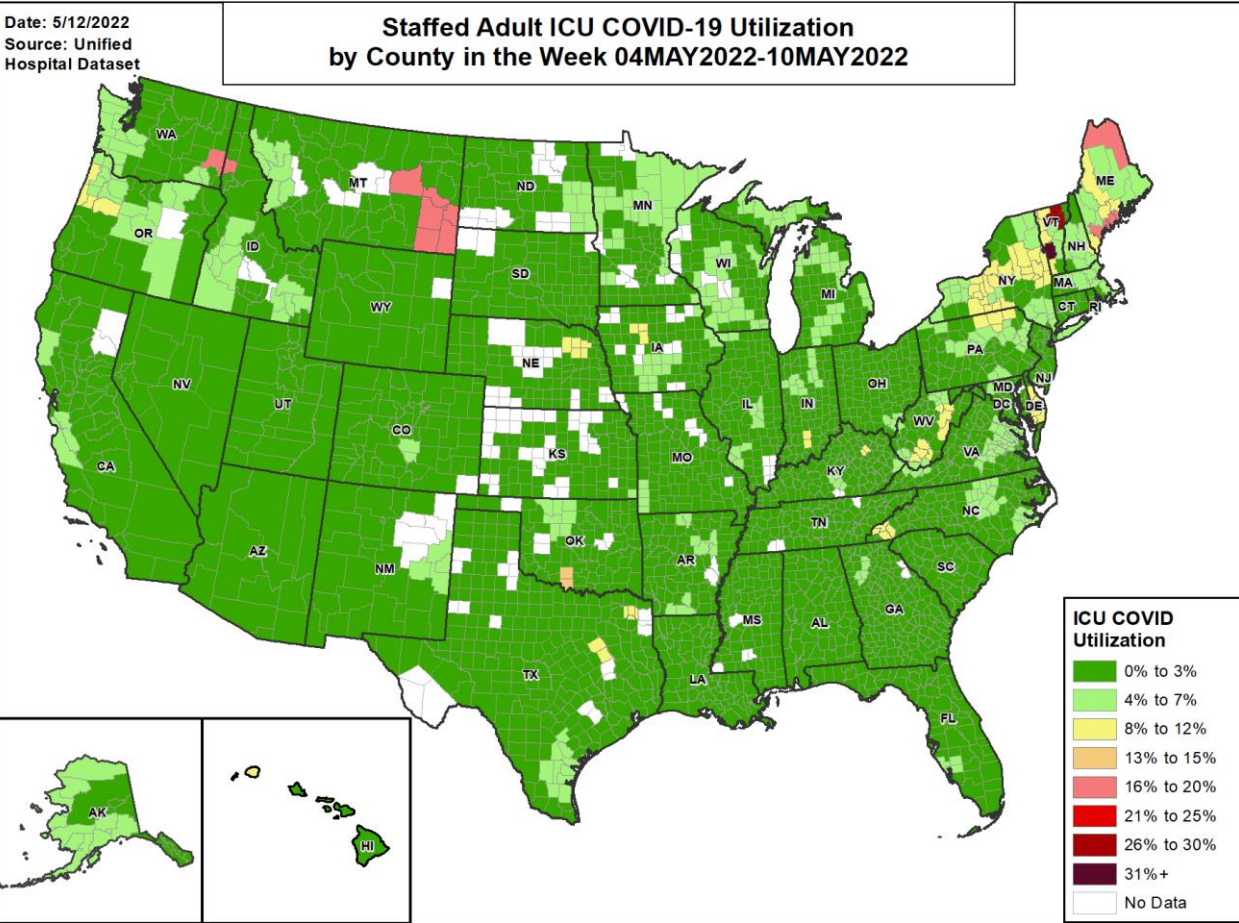 Date: 5/12/2022
Source: Unified
Hospital Dataset
Staffed Adult ICU COVID-19 Utilization
by County in the Week 04MAY2022-10MAY2022
WA
MT
ND
MN
ME
VT
NH
OR
ID
SD
WI
MI
NY
MA
CT
RI
WY
IA
PA
NE
NV
UT
CO
IL
IN
OH
NJ
MD
DC
DE
WV
VA
CA
KS
MO
KY
AZ
NM
OK
AR
TN
NC
SC
MS
AL
GA
TX
LA
FL
AK
HI
ICU COVID
Utilization
0% to 3%
4% to 7%
8% to 12%
13% to 15%
16% to 20%
21% to 25%
26% to 30%
31%+
No Data